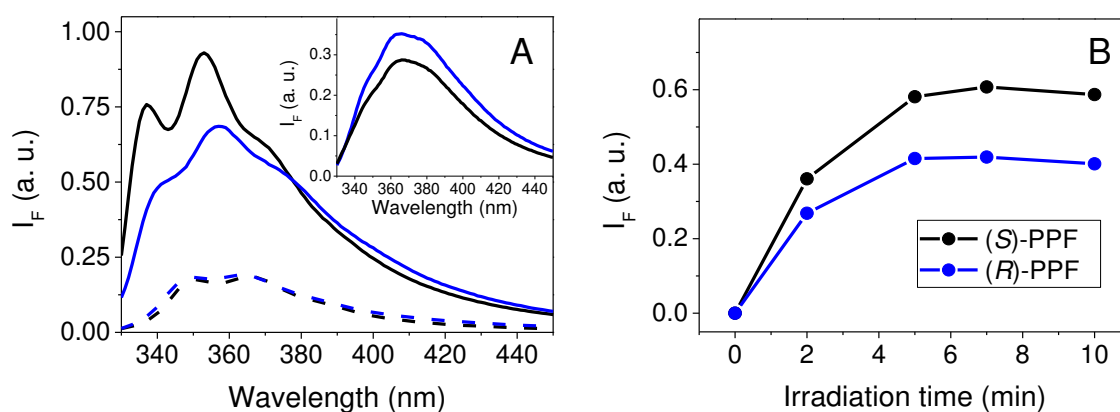 A
1.00
0.75
0.50
0.25
0.00
I_F (a. u.)
340 360 380 400 420 440
Wavelength (nm)
0.3
0.2
0.1
0.0
I_F (a. u.)
340 360 380 400 420 440
Wavelength (nm)
B
0.6
0.4
0.2
0.0
I_F (a. u.)
(S)-PPF
(R)-PPF
0 2 4 6 8 10
Irradiation time (min)